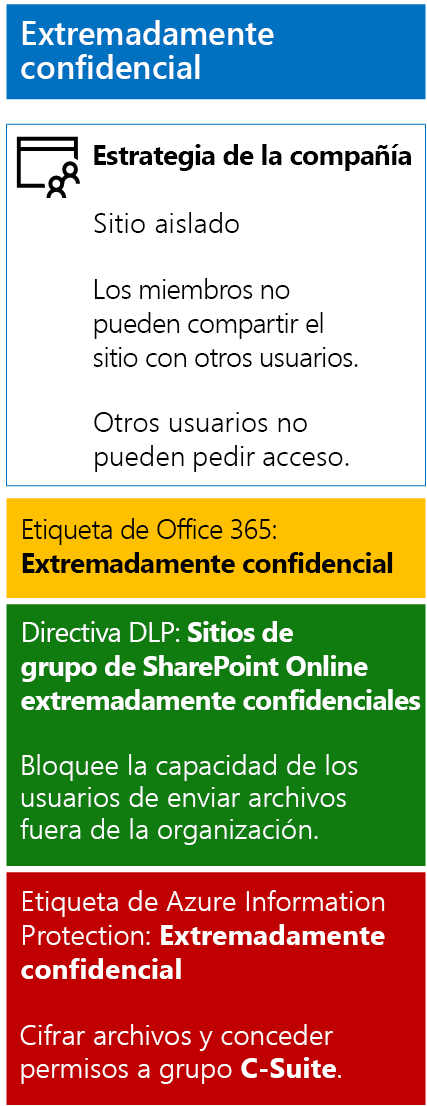 Extremadamente
confidencial
Estrategia de la compañía
Sitio aislado
Los miembros no
pueden compartir el
sitio con otros usuarios.
Otros usuarios no
pueden pedir acceso.
Etiqueta de Office 365:
Extremadamente confidencial
Directiva DLP: Sitios de
grupo de SharePoint Online
extremadamente confidenciales
Bloquee la capacidad de los
usuarios de enviar archivos
fuera de la organización.
Etiqueta de Azure Information
Protection: Extremadamente
confidencial
Cifrar archivos y conceder
permisos a grupo C-Suite.